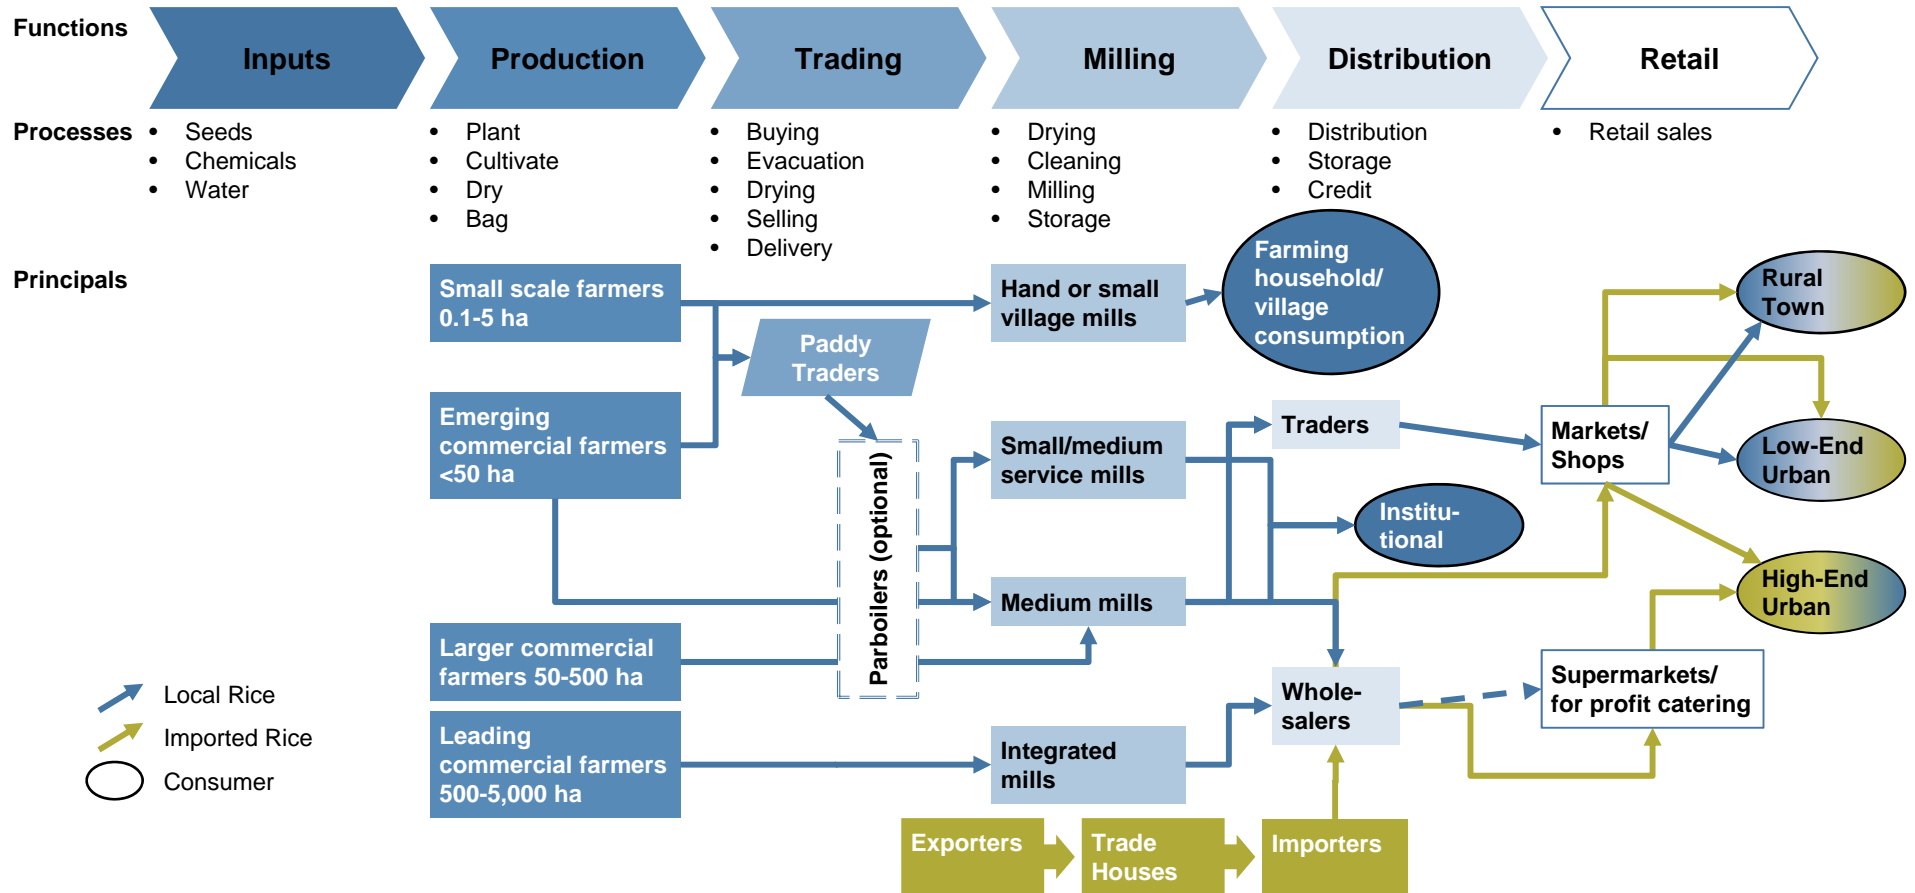 Functions
Inputs
Production
Trading
Milling
Distribution
Retail
Processes
• Seeds
• Chemicals
• Water
• Plant
• Cultivate
• Dry
• Bag
• Buying
• Evacuation
• Drying
• Selling
• Delivery
• Drying
• Cleaning
• Milling
• Storage
• Distribution
• Storage
• Credit
• Retail sales
Principals
Small scale farmers
0.1-5 ha
Emerging
commercial farmers
<50 ha
Larger commercial
farmers 50-500 ha
Leading
commercial farmers
500-5,000 ha
Paddy
Traders
Parboilers (optional)
Hand or small
village mills
Small/medium
service mills
Medium mills
Integrated
mills
Farming
household/
village
consumption
Traders
Institu-
tional
Whole-
salers
Markets/
Shops
Supermarkets/
for profit catering
Rural
Town
Low-End
Urban
High-End
Urban
Exporters
Trade
Houses
Importers
Local Rice
Imported Rice
Consumer